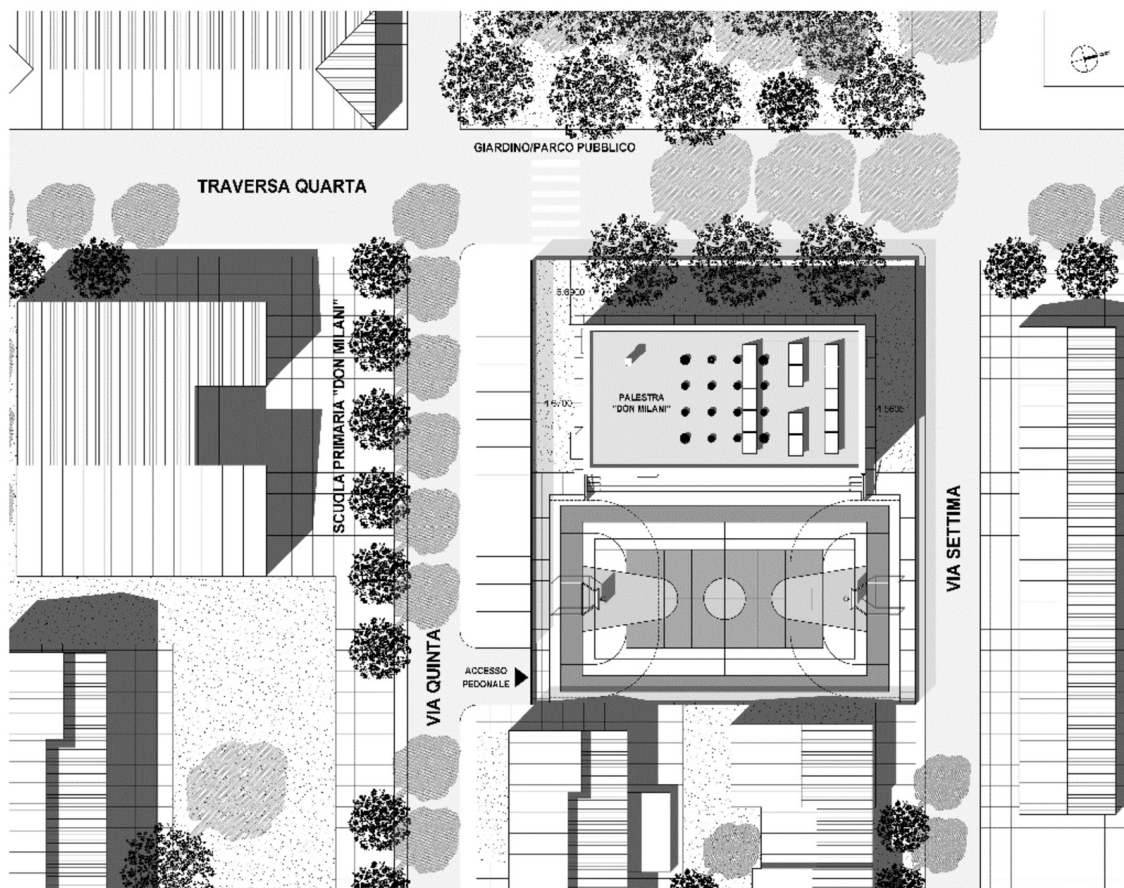 GIARDINO/PARCO PUBBLICO
TRAVERSA QUARTA
SCUOLA PRIMARIA "DON MILANI"
PALESTRA
"DON MILANI"
VIA SETTIMA
VIA QUINTA
ACCESSO
PEDONALE